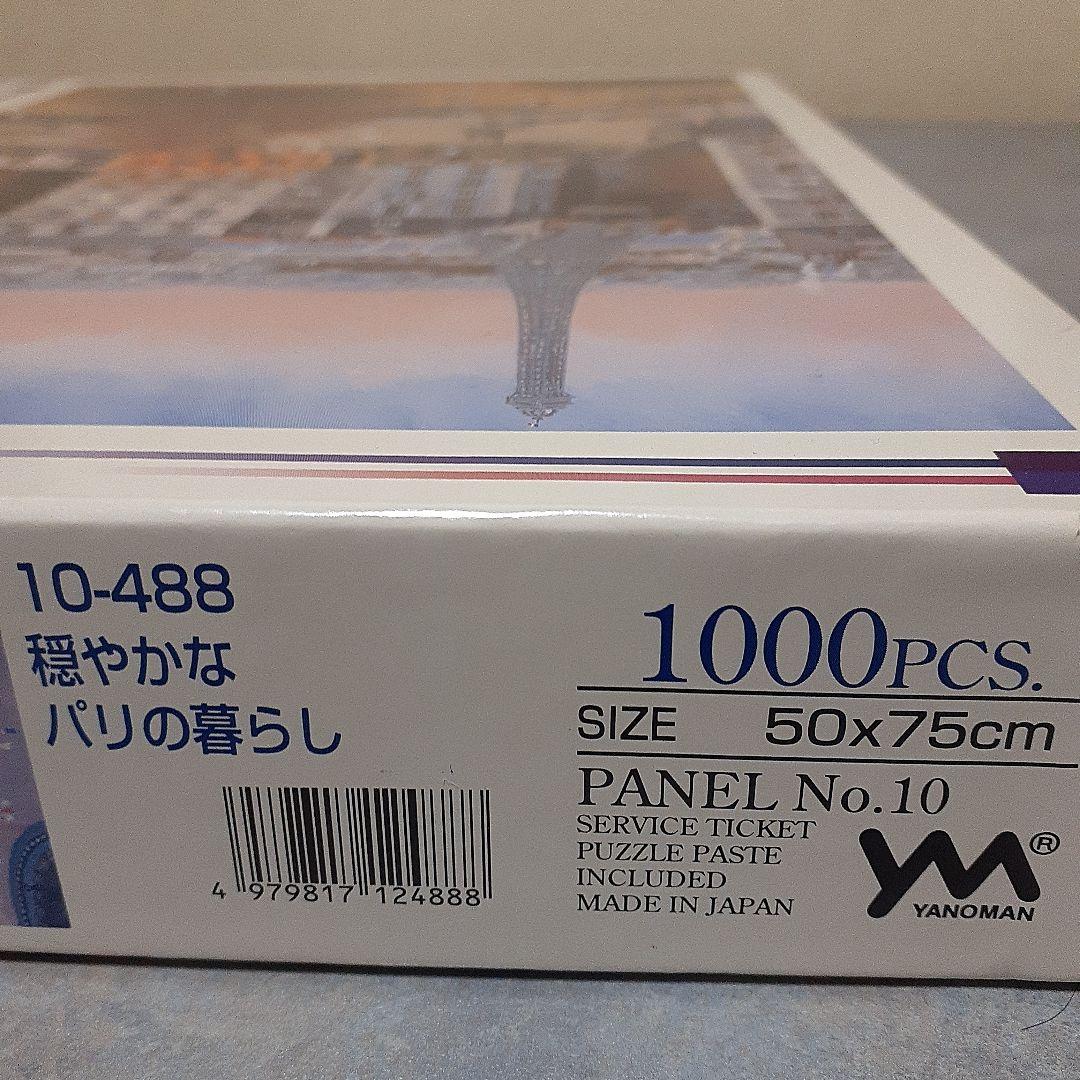 10-488
穏やかな
パリの暮らし
4 979817 124888
1000PCS.
SIZE 50x75cm
PANEL No.10
SERVICE TICKET
PUZZLE PASTE
INCLUDED
MADE IN JAPAN
YM®
YANOMAN